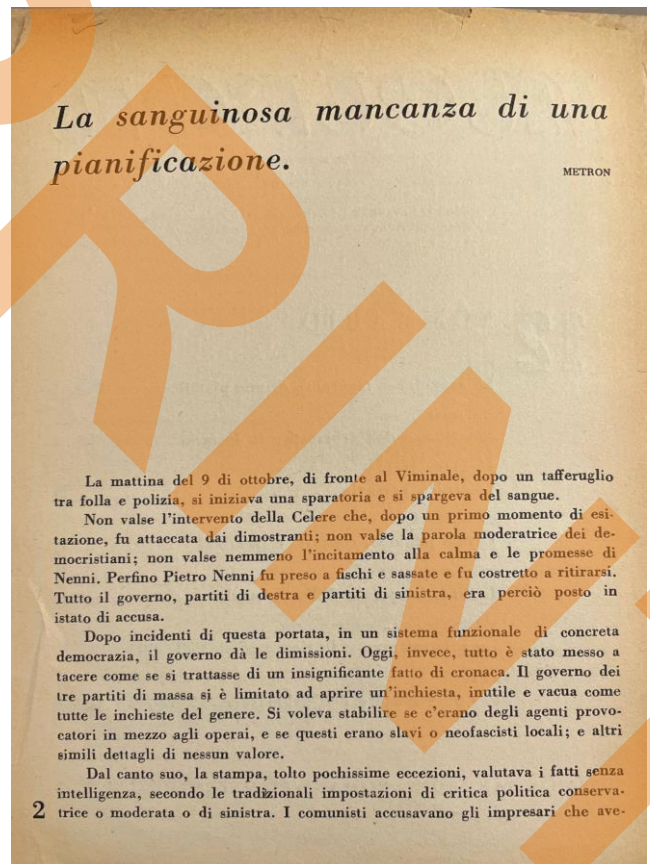 La sanguinosa mancanza di una
pianificazione.
METRON
La mattina del 9 di ottobre, di fronte al Viminale, dopo un tafferuglio
tra folla e polizia, si iniziava una sparatoria e si spargeva del sangue.
Non valse l'intervento della Celere che, dopo un primo momento di esi-
tazione, fu attaccata dai dimostranti; non valse la parola moderatrice dei de-
mocristiani; non valse nemmeno l'incitamento alla calma e le promesse di
Nenni. Perfino Pietro Nenni fu preso a fischi e sassate e fu costretto a ritirarsi.
Tutto il governo, partiti di destra e partiti di sinistra, era perciò posto in
istato di accusa.
Dopo incidenti di questa portata, in un sistema funzionale di concreta
democrazia, il governo dà le dimissioni. Oggi, invece, tutto è stato messo a
tacere come se si trattasse di un insignificante fatto di cronaca. Il governo dei
tre partiti di massa si è limitato ad aprire un'inchiesta, inutile e vacua come
tutte le inchieste del genere. Si voleva stabilire se c'erano degli agenti provo-
catori in mezzo agli operai, e se questi erano slavi o neofascisti locali; e altri
simili dettagli di nessun valore.
Dal canto suo, la stampa, tolto pochissime eccezioni, valutava i fatti senza
intelligenza, secondo le tradizionali impostazioni di critica politica conserva-
2 trice o moderata o di sinistra. I comunisti accusavano gli impresari che ave-